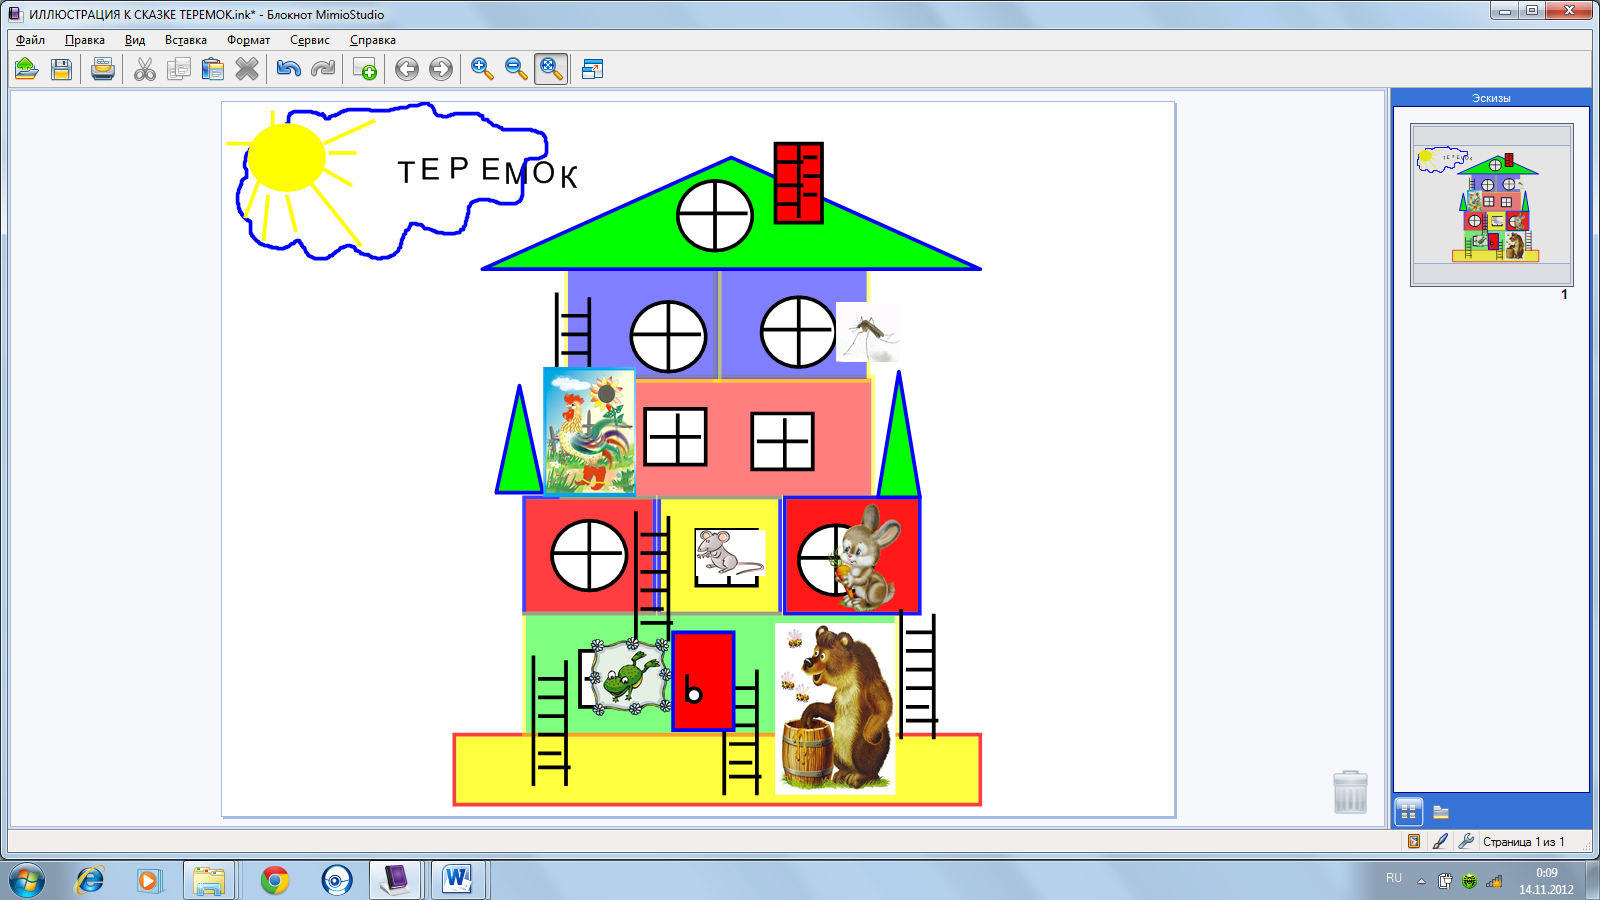 ИЛЛЮСТРАЦИЯ К СКАЗКЕ ТЕРЕМОК.ink* - Блокнот MimioStudio
Файл Правка Вид Вставка Формат Сервис Справка
Эскизы
ТЕРЕМОК
1
Страница 1 из 1
RU
0:09
14.11.2012